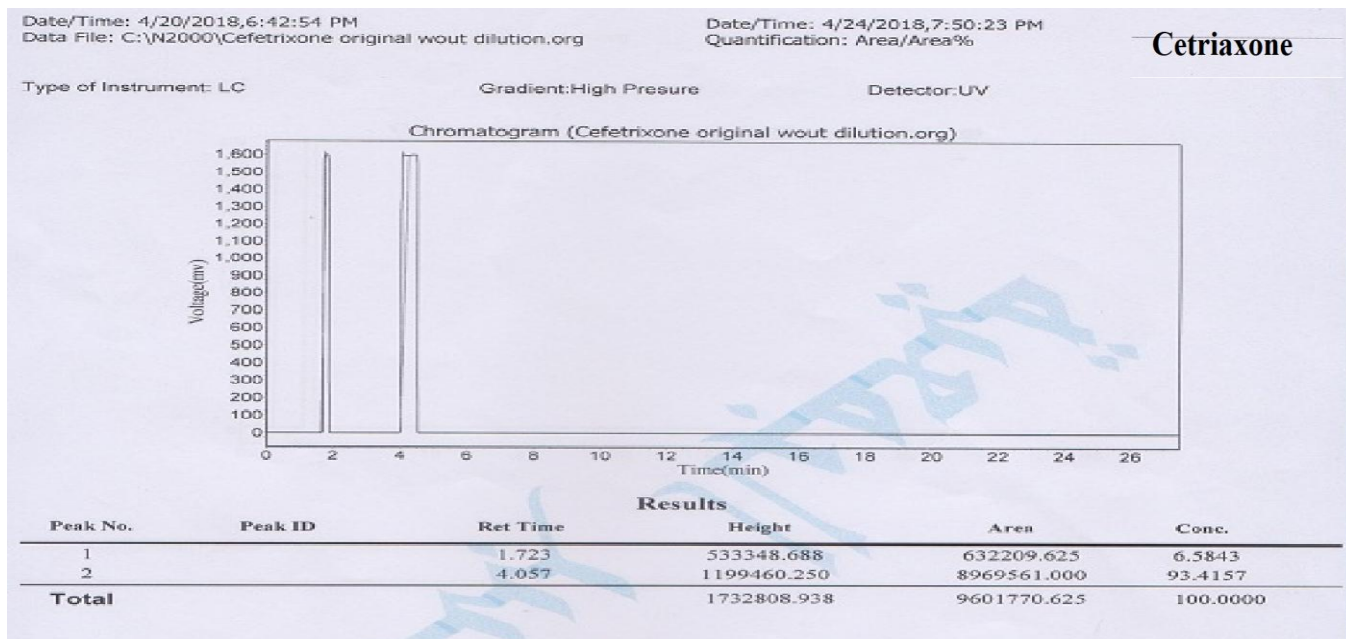 Date/Time: 4/20/2018,6:42:54 PM
Data File: C:\N2000\Cefetrixone original wout dilution.org
Date/Time: 4/24/2018,7:50:23 PM
Quantification: Area/Area%
Cetriaxone
Type of Instrument: LC Gradient:High Presure Detector:UV
Chromatogram (Cefetrixone original wout dilution.org)
1,600
1,500
1,400
1,300
1,200
1,100
1,000
900
800
700
600
500
400
300
200
100
0
Voltage(mv)
0 2 4 6 8 10 12 14 16 18 20 22 24 26
Time(min)
Results
Peak No. Peak ID Ret Time Height Area Conc.
1 1.723 533348.688 632209.625 6.5843
2 4.057 1199460.250 8969561.000 93.4157
Total 1732808.938 9601770.625 100.0000